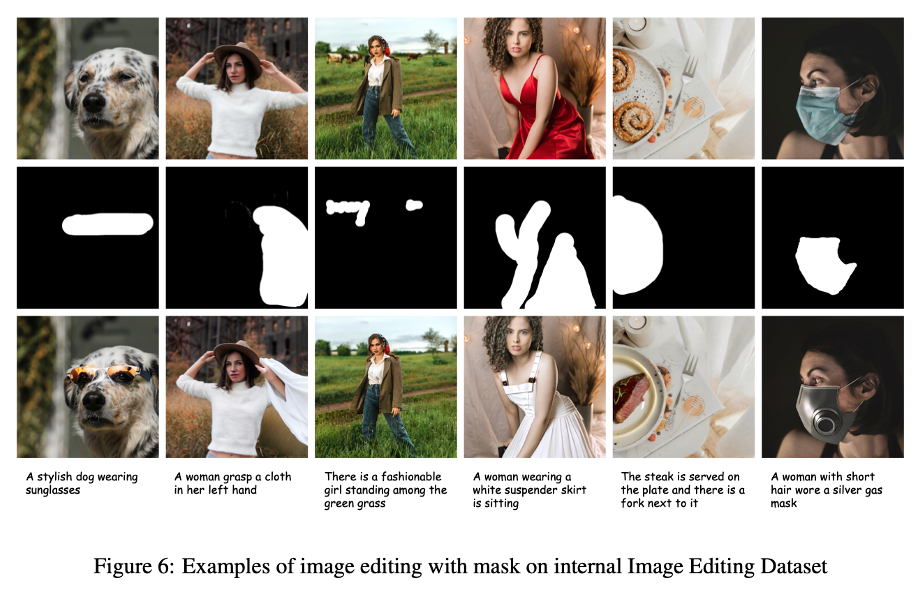 A stylish dog wearing
sunglasses
A woman grasp a cloth
in her left hand
There is a fashionable
girl standing among the
green grass
A woman wearing a
white suspender skirt
is sitting
The steak is served on
the plate and there is a
fork next to it
A woman with short
hair wore a silver gas
mask
Figure 6: Examples of image editing with mask on internal Image Editing Dataset